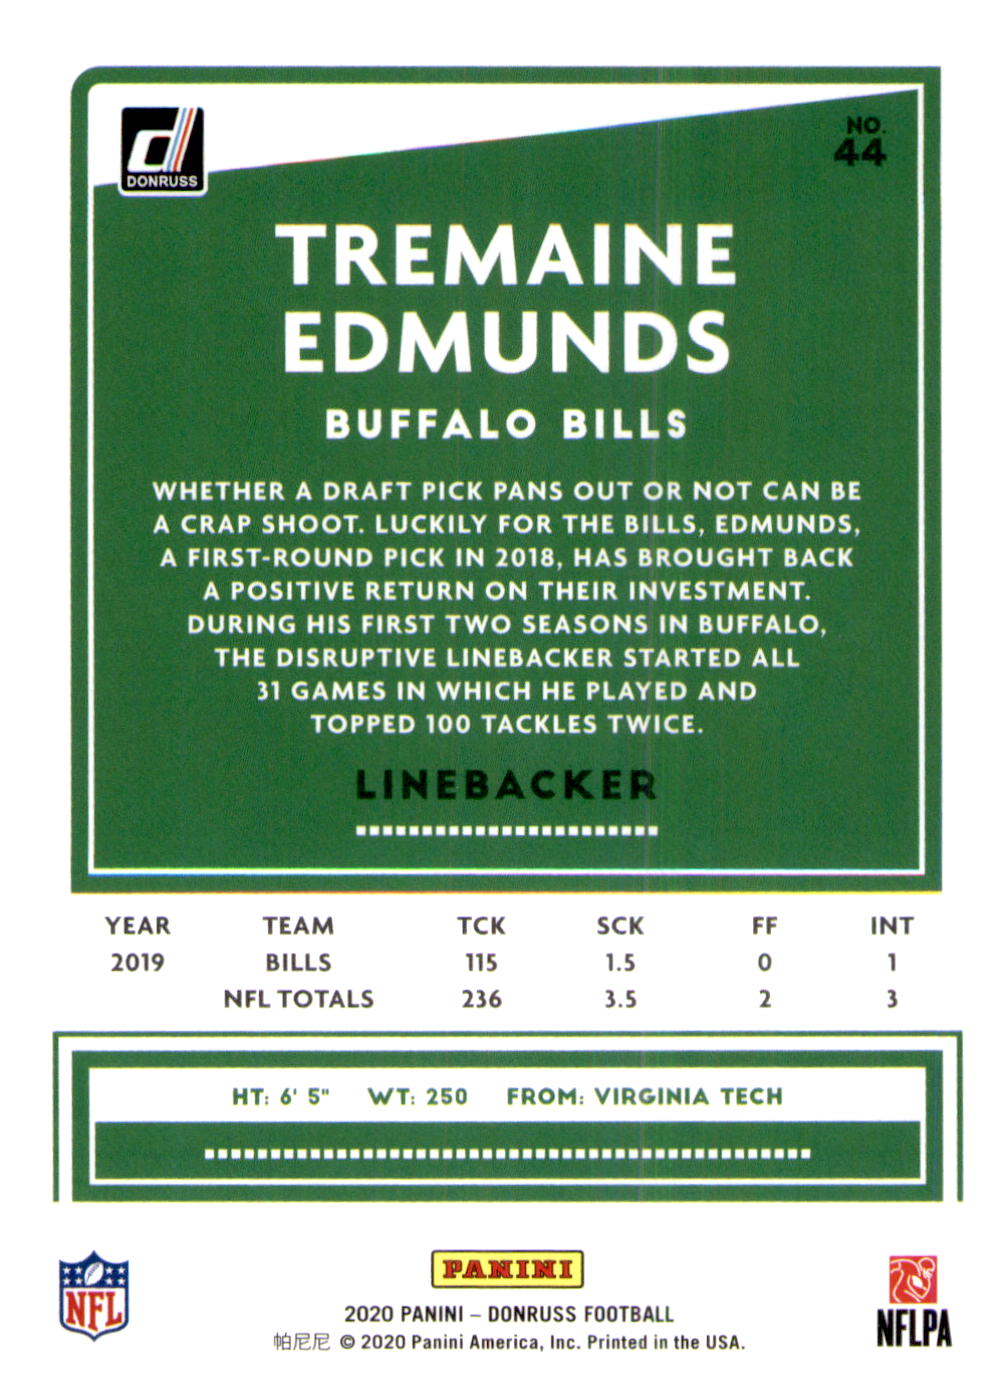 DONRUSS
NO.
44
TREMAINE
EDMUNDS
BUFFALO BILLS
WHETHER A DRAFT PICK PANS OUT OR NOT CAN BE
A CRAP SHOOT. LUCKILY FOR THE BILLS, EDMUNDS,
A FIRST-ROUND PICK IN 2018, HAS BROUGHT BACK
A POSITIVE RETURN ON THEIR INVESTMENT.
DURING HIS FIRST TWO SEASONS IN BUFFALO,
THE DISRUPTIVE LINEBACKER STARTED ALL
31 GAMES IN WHICH HE PLAYED AND
TOPPED 100 TACKLES TWICE.
LINEBACKER
YEAR TEAM TCK SCK FF INT
2019 BILLS 115 1.5 0 1
NFL TOTALS 236 3.5 2 3
HT: 6' 5" WT: 250 FROM: VIRGINIA TECH
NFL
PANINI
NFLPA
2020 PANINI – DONRUSS FOOTBALL
帕尼尼 © 2020 Panini America, Inc. Printed in the USA.